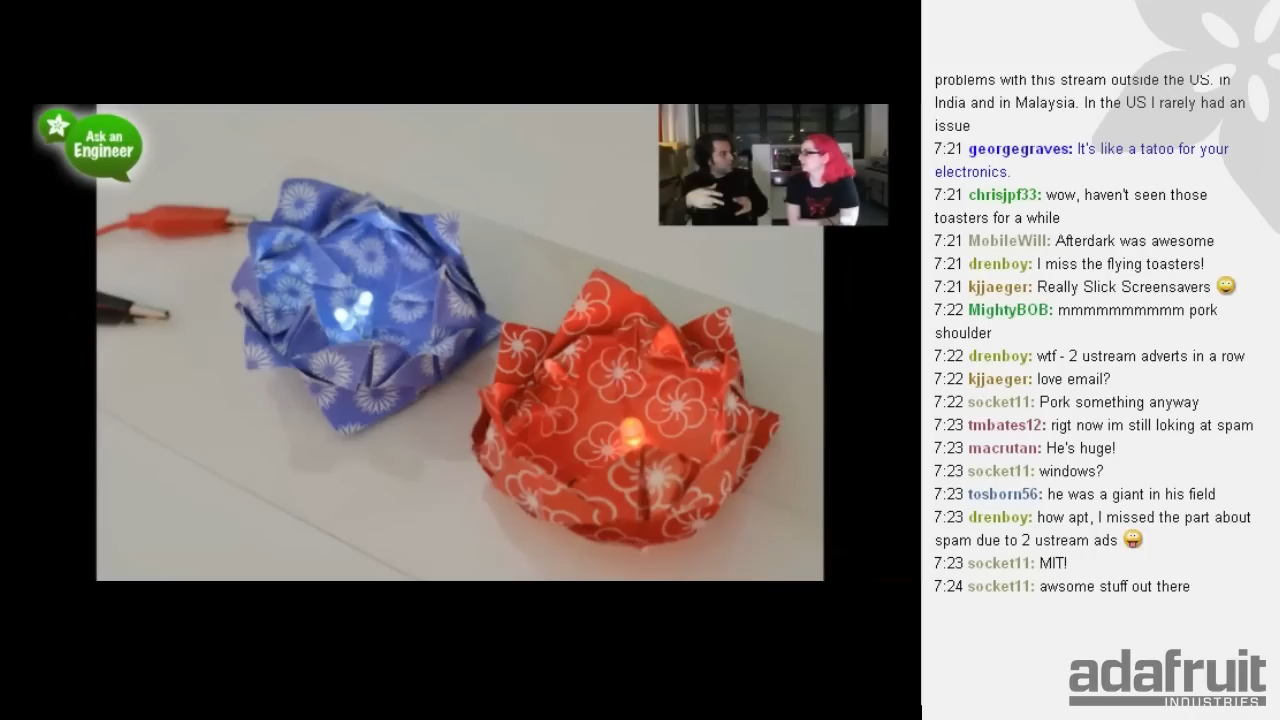 Ask an
Engineer
problems with this stream outside the US. In
India and in Malaysia. In the US I rarely had an
issue
7:21 georgegraves: It's like a tatoo for your
electronics.
7:21 chrisjpf33: wow, haven't seen those
toasters for a while
7:21 MobileWill: Afterdark was awesome
7:21 drenboy: I miss the flying toasters!
7:21 kjjaeger: Really Slick Screensavers
7:22 MightyBOB: mmmmmmmmmm pork
shoulder
7:22 drenboy: wtf - 2 ustream adverts in a row
7:22 kjjaeger: love email?
7:22 socket11: Pork something anyway
7:23 tmbates12: rigt now im still loking at spam
7:23 macrutan: He's huge!
7:23 socket11: windows?
7:23 tosborn56: he was a giant in his field
7:23 drenboy: how apt, I missed the part about
spam due to 2 ustream ads
7:23 socket11: MIT!
7:24 socket11: awsome stuff out there
adafruit
INDUSTRIES